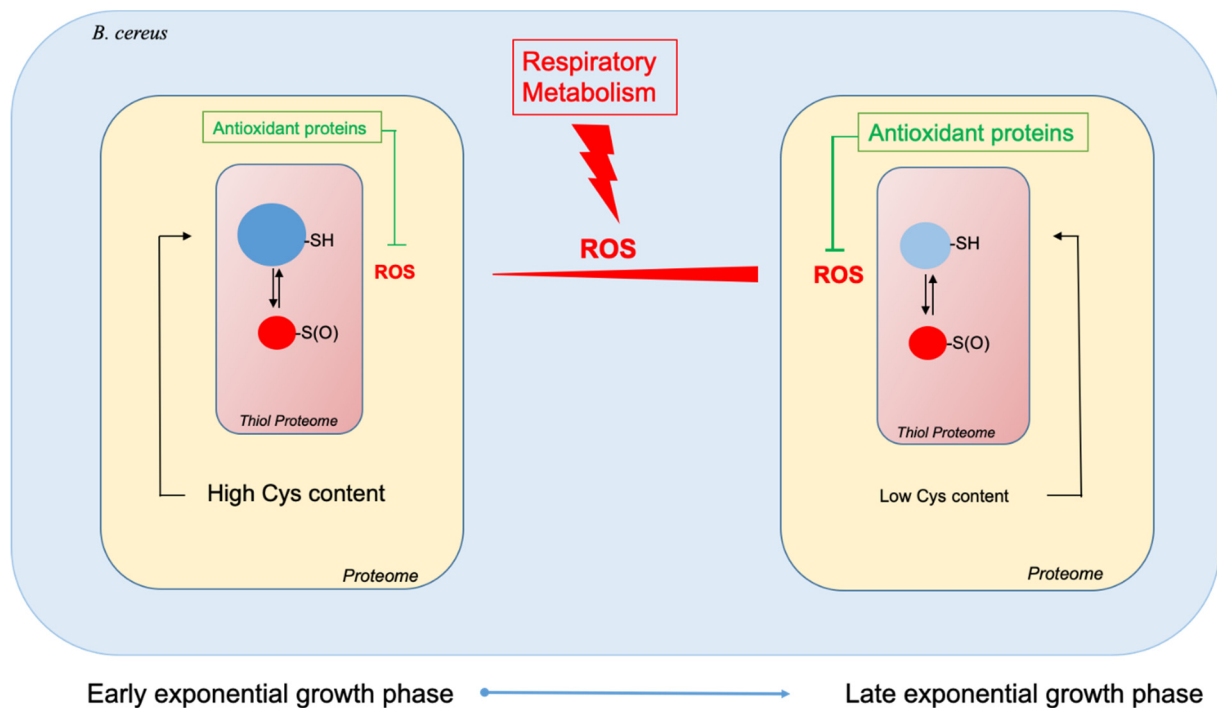 B. cereus
Respiratory
Metabolism
ROS
Antioxidant proteins
-SH
ROS
-S(O)
Thiol Proteome
High Cys content
Proteome
Antioxidant proteins
-SH
ROS
-S(O)
Thiol Proteome
Low Cys content
Proteome
Early exponential growth phase
Late exponential growth phase